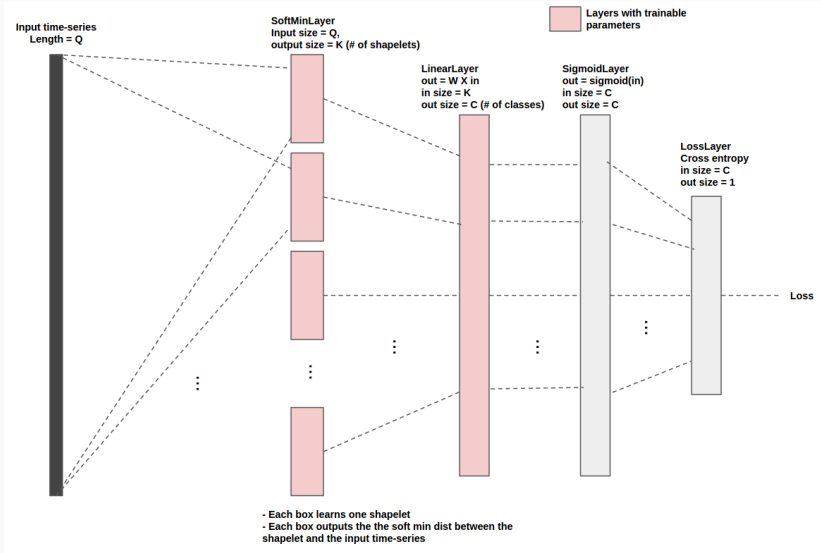 Input time-series
Length = Q
SoftMinLayer
Input size = Q,
output size = K (# of shapelets)
Layers with trainable
parameters
LinearLayer
out = W X in
in size = K
out size = C (# of classes)
SigmoidLayer
out = sigmoid(in)
in size = C
out size = C
LossLayer
Cross entropy
in size = C
out size = 1
Loss
- Each box learns one shapelet
- Each box outputs the the soft min dist between the
shapelet and the input time-series